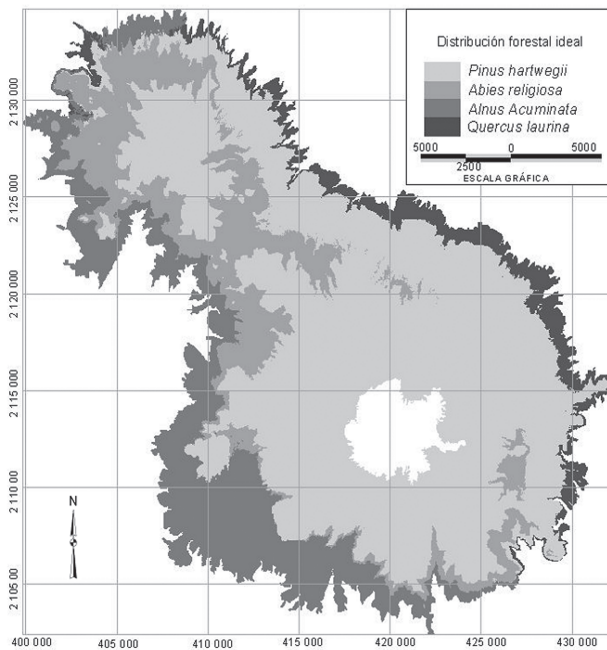 Distribución forestal ideal
Pinus hartwegii
Abies religiosa
Alnus Acuminata
Quercus laurina
5000 0 5000
2500
ESCALA GRÁFICA
2 130 000
2 125 000
2 120 000
2 115 000
2 110 000
2 105 00
N
400 000 405 000 410 000 415 000 420 000 425 000 430 000